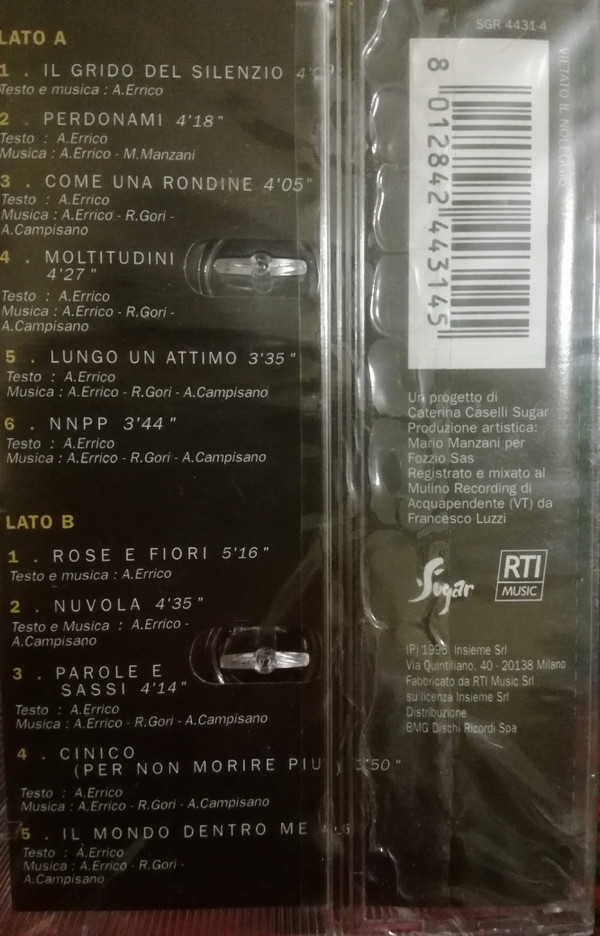 LATO A
1 . IL GRIDO DEL SILENZIO
Testo e musica : A.Errico
2 . PERDONAMI 4'18"
Testo : A.Errico
Musica : A.Errico - M.Manzani
3 . COME UNA RONDINE 4'05"
Testo : A.Errico
Musica : A.Errico - R.Gori -
A.Campisano
4 . MOLTITUDINI
4'27"
Testo : A.Errico
Musica : A.Errico - R.Gori -
A.Campisano
5 . LUNGO UN ATTIMO 3'35"
Testo : A.Errico
Musica : A.Errico - R.Gori - A.Campisano
6 . NNPP 3'44"
Testo : A.Errico
Musica : A.Errico - R.Gori - A.Campisano
LATO B
1 . ROSE E FIORI 5'16"
Testo e musica : A.Errico
2 . NUVOLA 4'35"
Testo e Musica : A.Errico -
A.Campisano
3 . PAROLE E
SASSI 4'14"
Testo : A.Errico
Musica : A.Errico - R.Gori - A.Campisano
4 . CINICO
(PER NON MORIRE PIU')
Testo : A.Errico
Musica : A.Errico - R.Gori - A.Campisano
5 . IL MONDO DENTRO ME
Testo : A.Errico
Musica : A.Errico - R.Gori -
A.Campisano
SGR 4431-4
VIETATO IL NOLEGGIO
8 012842 443145
Un progetto di
Caterina Caselli Sugar
Produzione artistica:
Mario Manzani per
Fozzio Sas
Registrato e mixato al
Mulino Recording di
Acquapendente (VT) da
Francesco Luzzi
Sugar
RTI
MUSIC
(P) 1996 Insieme Srl
Via Quintiliano, 40 - 20138 Milano
Fabbricato da RTI Music Srl
su licenza Insieme Srl
Distribuzione
BMG Dischi Ricordi Spa